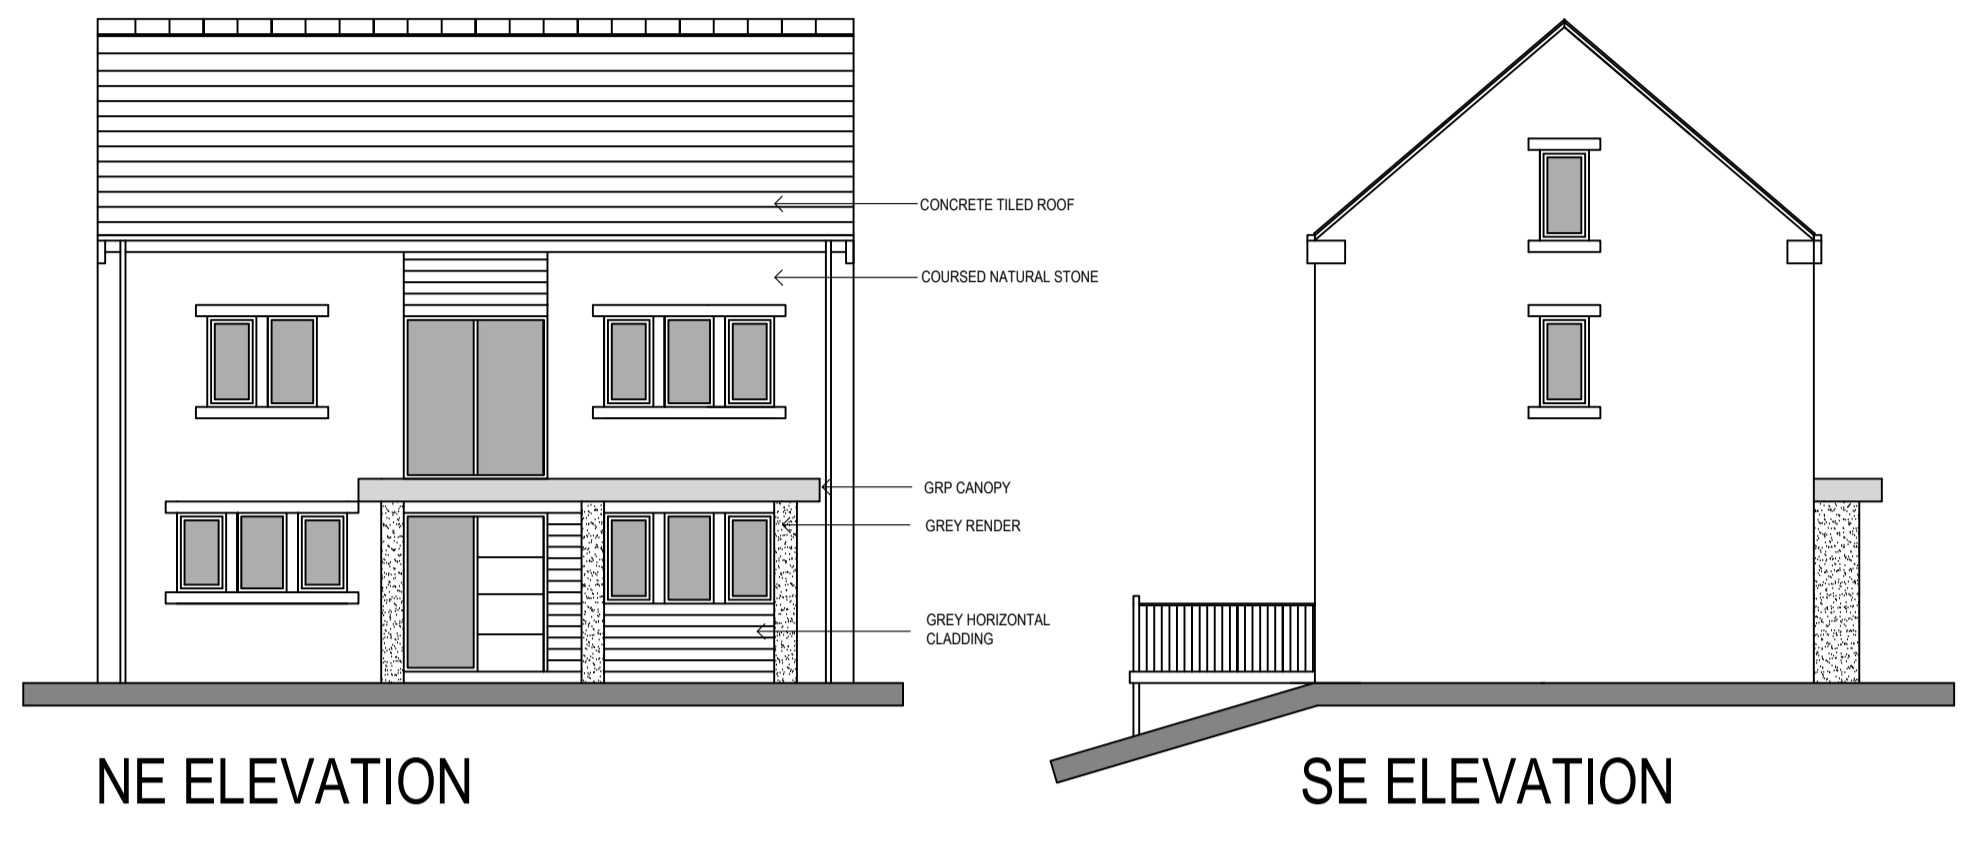 CONCRETE TILED ROOF
COURSED NATURAL STONE
GRP CANOPY
GREY RENDER
GREY HORIZONTAL
CLADDING
NE ELEVATION
SE ELEVATION